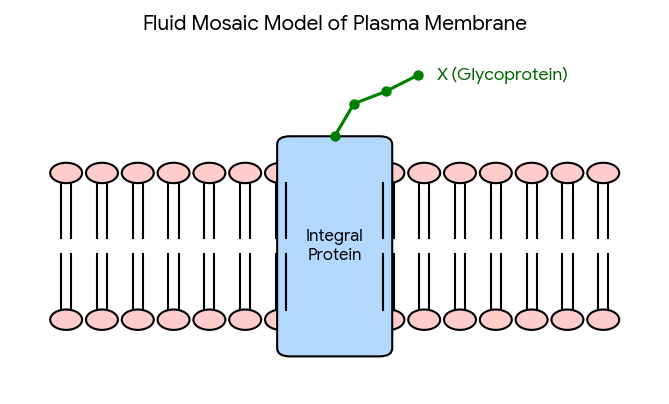 Fluid Mosaic Model of Plasma Membrane
X (Glycoprotein)
Integral
Protein